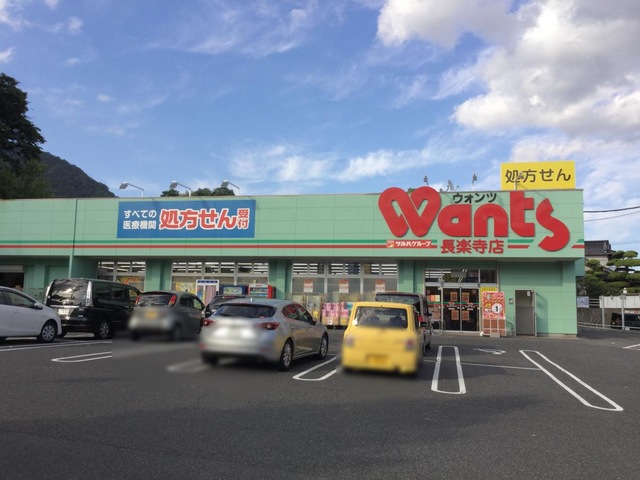 処方せん
ウォンツ
Wants
ツルハグループ
長楽寺店
すべての
医療機関
処方せん
受付